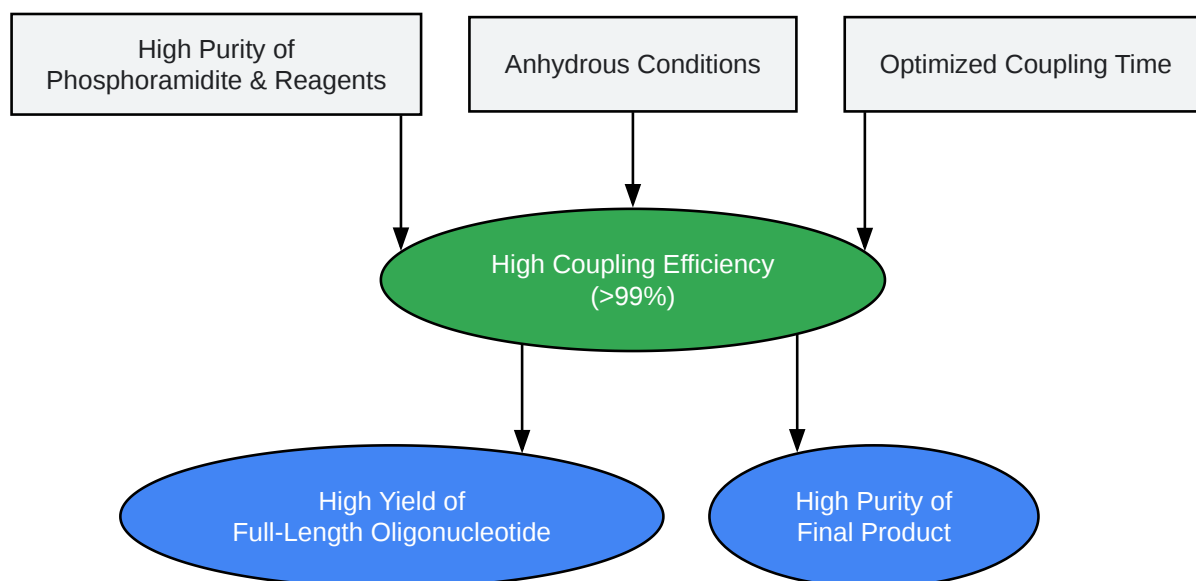 High Purity of
Phosphoramidite & Reagents
Anhydrous Conditions
Optimized Coupling Time
High Coupling Efficiency
(>99%)
High Yield of
Full-Length Oligonucleotide
High Purity of
Final Product